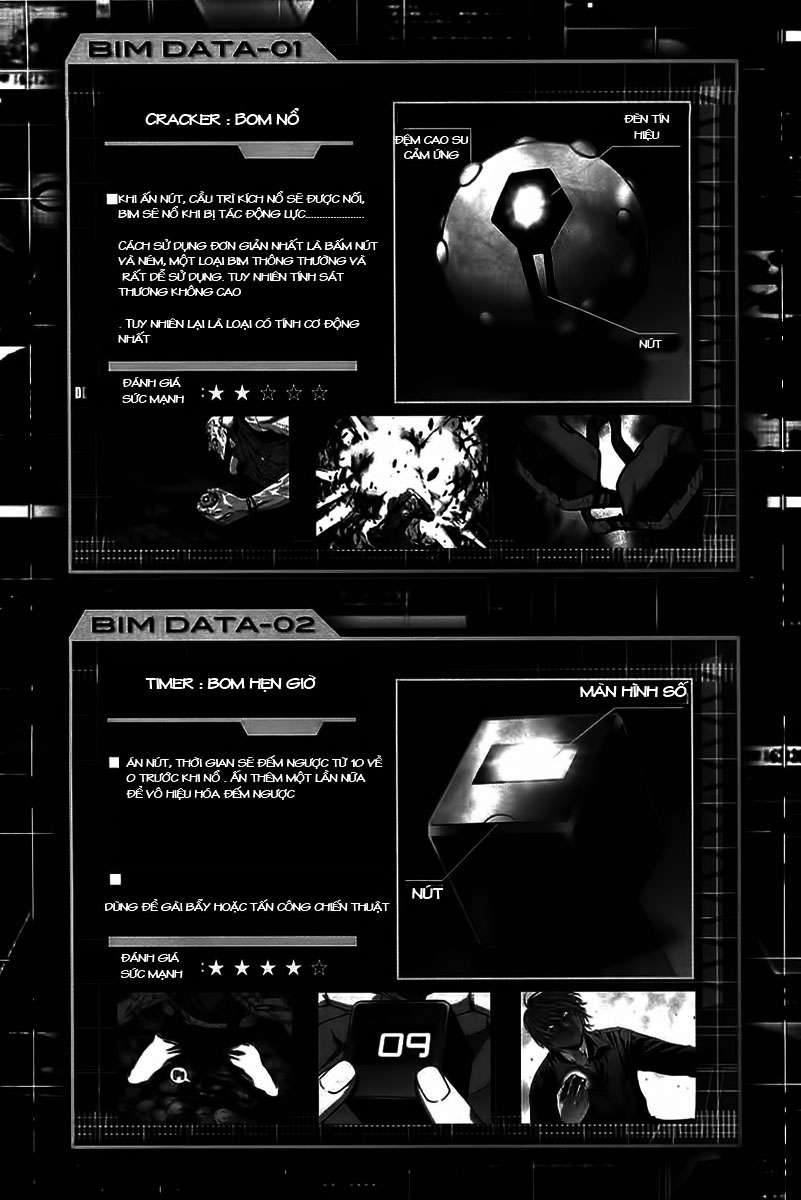 BIM DATA-01
CRACKER : BOM NỔ
KHI ẤN NÚT, CẦU TRÌ KÍCH NỔ SẼ ĐƯỢC NỐI,
BIM SẼ NỔ KHI BỊ TÁC ĐỘNG LỰC.....................
CÁCH SỬ DỤNG ĐƠN GIẢN NHẤT LÀ BẤM NÚT
VÀ NÉM, MỘT LOẠI BIM THÔNG THƯỜNG VÀ
RẤT DỄ SỬ DỤNG. TUY NHIÊN TÍNH SÁT
THƯƠNG KHÔNG CAO
. TUY NHIÊN LẠI LÀ LOẠI CÓ TÍNH CƠ ĐỘNG
NHẤT
ĐÁNH GIÁ
SỨC MẠNH : ★ ★ ☆ ☆ ☆
ĐÈN TÍN
HIỆU
ĐỆM CAO SU
CẢM ỨNG
NÚT
BIM DATA-02
TIMER : BOM HẸN GIỜ
ẤN NÚT, THỜI GIAN SẼ ĐẾM NGƯỢC TỪ 10 VỀ
0 TRƯỚC KHI NỔ . ẤN THÊM MỘT LẦN NỮA
ĐỂ VÔ HIỆU HÓA ĐẾM NGƯỢC
DÙNG ĐỂ GÀI BẪY HOẶC TẤN CÔNG CHIẾN THUẬT
ĐÁNH GIÁ
SỨC MẠNH : ★ ★ ★ ★ ☆
MÀN HÌNH SỐ
NÚT
09